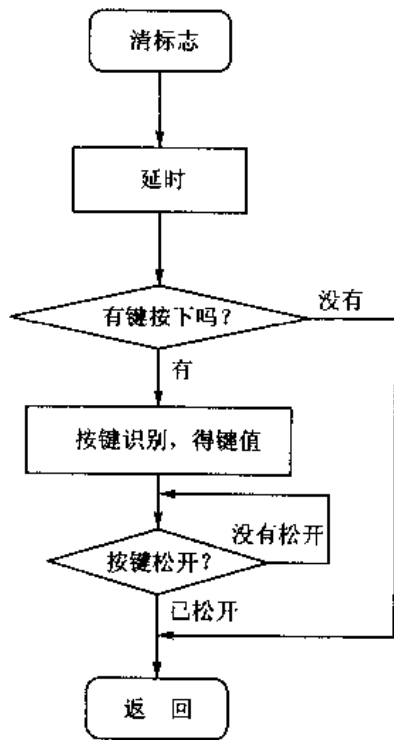 清标志
延时
有键按下吗?
没有
有
按键识别，得键值
没有松开
按键松开?
已松开
返 回